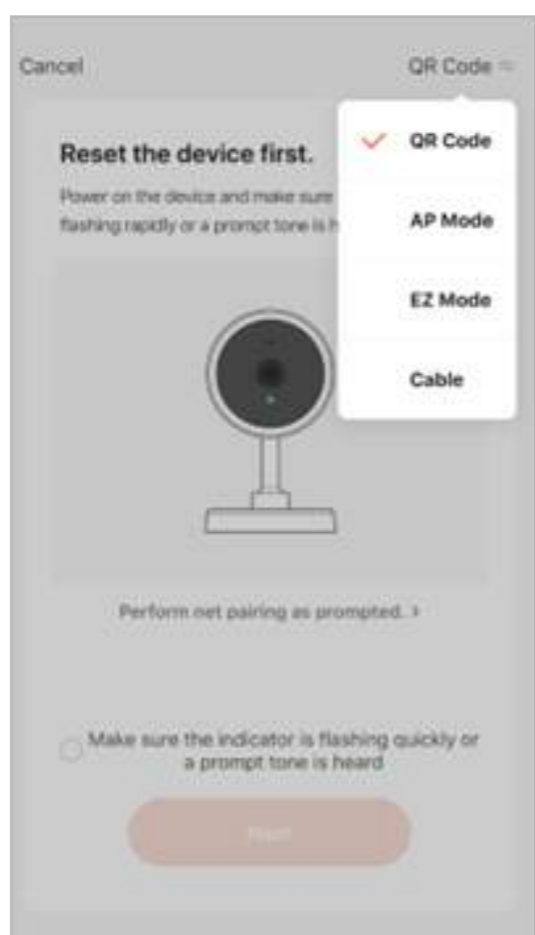 Cancel
QR Code
QR Code
AP Mode
EZ Mode
Cable
Reset the device first.
Power on the device and make sure
flashing rapidly or a prompt tone is h
Perform net pairing as prompted. >
Make sure the indicator is flashing quickly or
a prompt tone is heard
Next